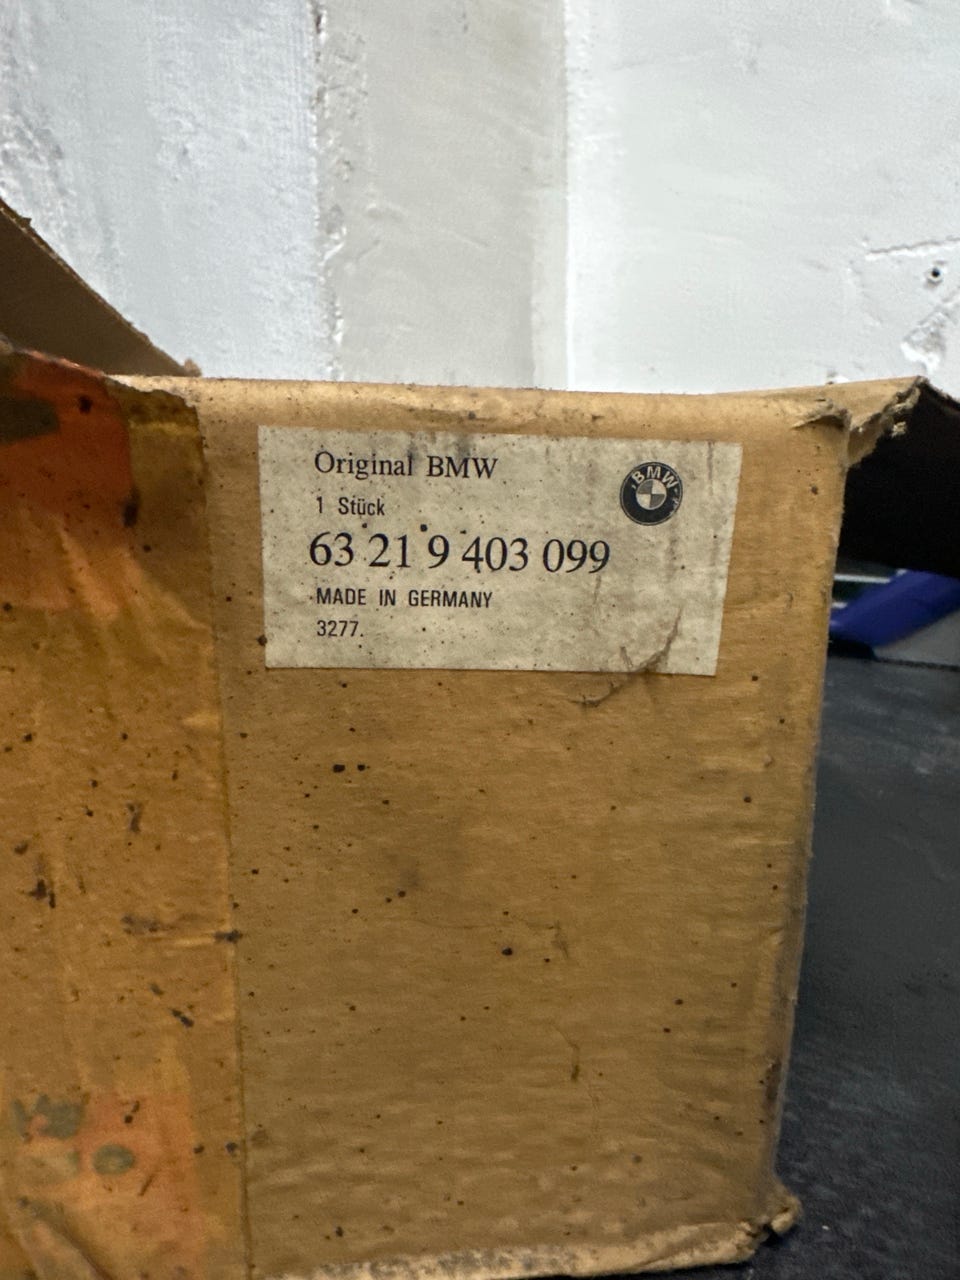 Original BMW
BMW
1 Stück
63 21 9 403 099
MADE IN GERMANY
3277.